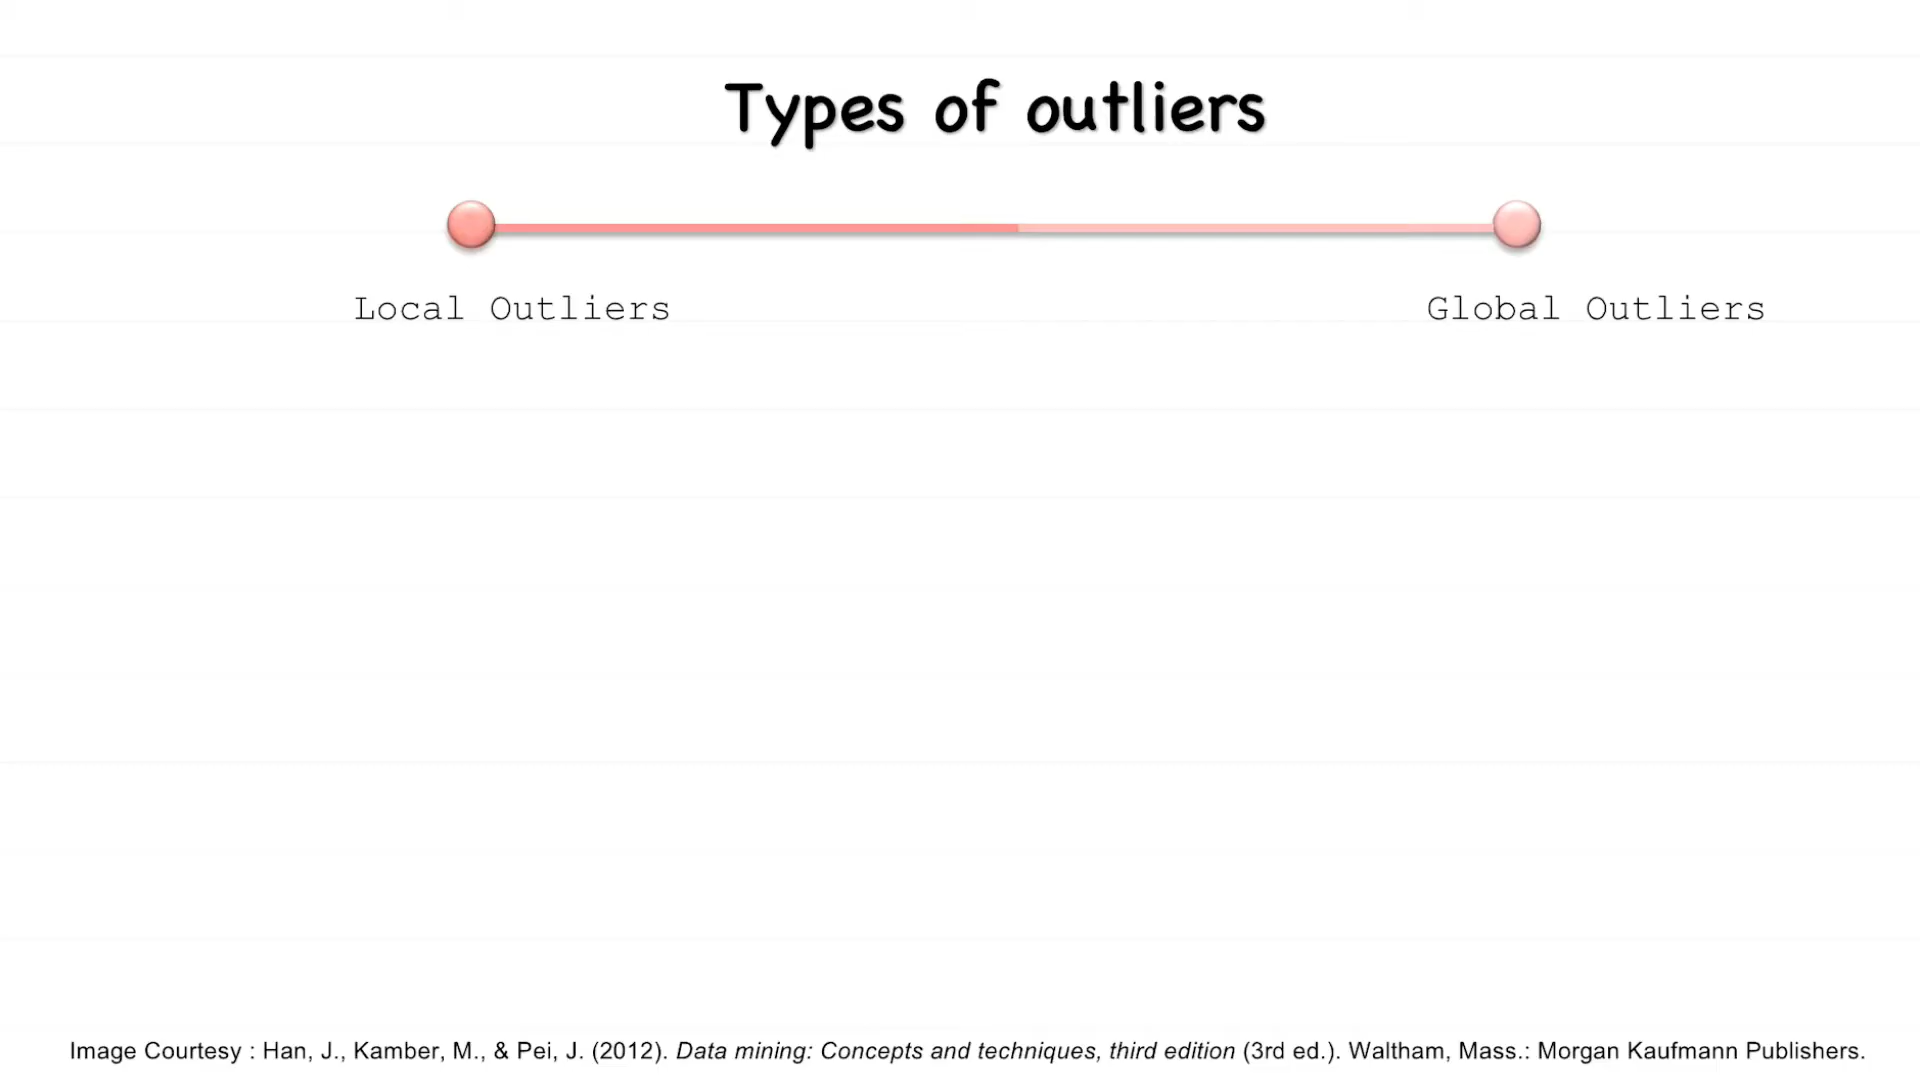 Types of outliers
Local Outliers
Global Outliers
Image Courtesy : Han, J., Kamber, M., & Pei, J. (2012). Data mining: Concepts and techniques, third edition (3rd ed.). Waltham, Mass.: Morgan Kaufmann Publishers.